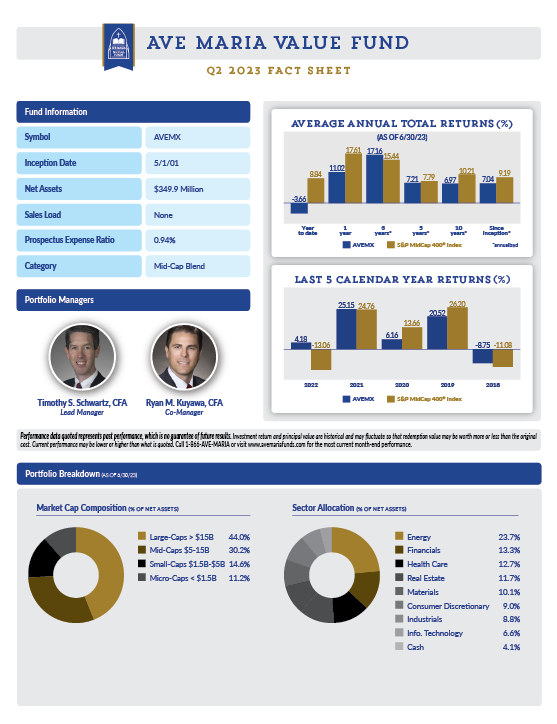 AVE MARIA VALUE FUND
Q2 2023 FACT SHEET
Fund Information
Symbol AVEMX
Inception Date 5/1/01
Net Assets $349.9 Million
Sales Load None
Prospectus Expense Ratio 0.94%
Category Mid-Cap Blend
Portfolio Managers
Timothy S. Schwartz, CFA
Lead Manager
Ryan M. Kuyawa, CFA
Co-Manager
AVERAGE ANNUAL TOTAL RETURNS (%)
(AS OF 6/30/23)
-3.66 8.84 11.02 17.61 17.16 15.44 7.21 7.79 6.97 10.21 7.04 9.19
Year to date
1 year
3 years*
5 years*
10 years*
Since Inception*
AVEMX S&P MidCap 400® Index *annualized
LAST 5 CALENDAR YEAR RETURNS (%)
4.18 -13.06 25.15 24.76 6.16 13.66 20.52 26.20 -8.75 -11.08
2022 2021 2020 2019 2018
AVEMX S&P MidCap 400® Index
Performance data quoted represents past performance, which is no guarantee of future results. Investment return and principal value are historical and may fluctuate so that redemption value may be worth more or less than the original
cost. Current performance may be lower or higher than what is quoted. Call 1-866-AVE-MARIA or visit www.avemariafunds.com for the most current month-end performance.
Portfolio Breakdown (AS OF 6/30/23)
Market Cap Composition (% OF NET ASSETS)
Large-Caps > $15B 44.0%
Mid-Caps $5-15B 30.2%
Small-Caps $1.5B-$5B 14.6%
Micro-Caps < $1.5B 11.2%
Sector Allocation (% OF NET ASSETS)
Energy 23.7%
Financials 13.3%
Health Care 12.7%
Real Estate 11.7%
Materials 10.1%
Consumer Discretionary 9.0%
Industrials 8.8%
Info. Technology 6.6%
Cash 4.1%